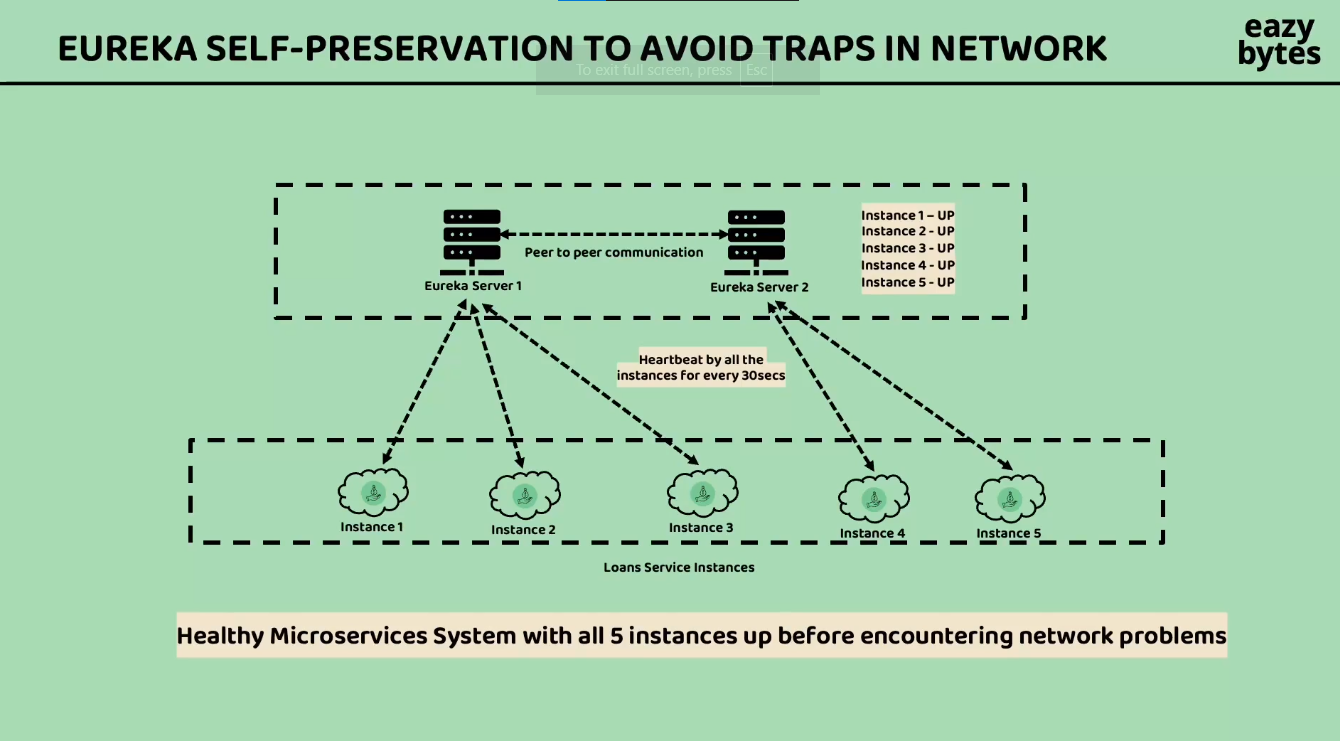 EUREKA SELF-PRESERVATION TO AVOID TRAPS IN NETWORK
eazy
bytes
To exit full screen, press Esc
Instance 1 – UP
Instance 2 - UP
Instance 3 - UP
Instance 4 - UP
Instance 5 - UP
Peer to peer communication
Eureka Server 1
Eureka Server 2
Heartbeat by all the
instances for every 30secs
Instance 1
Instance 2
Instance 3
Instance 4
Instance 5
Loans Service Instances
Healthy Microservices System with all 5 instances up before encountering network problems